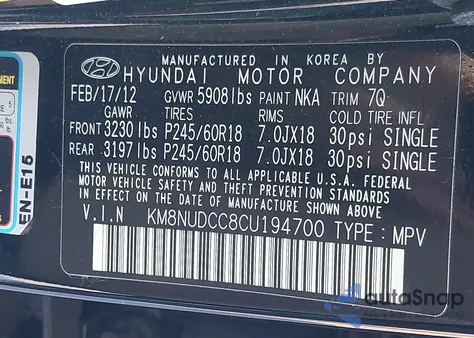 MANUFACTURED IN KOREA BY
HYUNDAI MOTOR COMPANY
FEB/17/12 GVWR 5908lbs PAINT NKA TRIM 7Q
GAWR TIRES RIMS COLD TIRE INFL
FRONT 3230 lbs P245/60R18 7.0JX18 30psi SINGLE
REAR 3197 lbs P245/60R18 7.0JX18 30psi SINGLE
THIS VEHICLE CONFORMS TO ALL APPLICABLE U.S.A. FEDERAL
MOTOR VEHICLE SAFETY AND THEFT PREVENTION STANDARDS
IN EFFECT ON THE DATE OF MANUFACTURE SHOWN ABOVE.
V.I.N KM8NUDCC8CU194700 TYPE : MPV
EN-E15
5
autoSnap